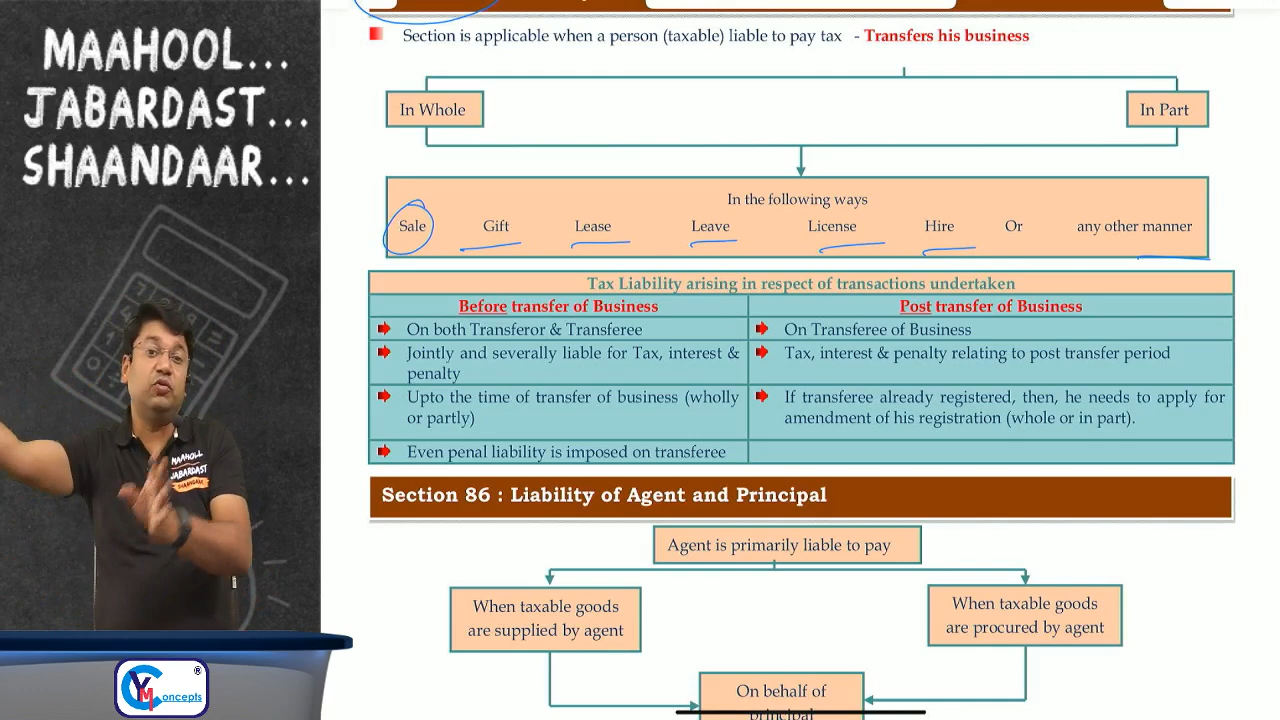 MAAHOOL...
JABARDAST...
SHAANDAAR...
Section is applicable when a person (taxable) liable to pay tax - Transfers his business
In Whole
In Part
In the following ways
Sale Gift Lease Leave License Hire Or any other manner
Tax Liability arising in respect of transactions undertaken
Before transfer of Business
Post transfer of Business
On both Transferor & Transferee
On Transferee of Business
Jointly and severally liable for Tax, interest &
penalty
Tax, interest & penalty relating to post transfer period
Upto the time of transfer of business (wholly
or partly)
If transferee already registered, then, he needs to apply for
amendment of his registration (whole or in part).
Even penal liability is imposed on transferee
Section 86 : Liability of Agent and Principal
Agent is primarily liable to pay
When taxable goods
are supplied by agent
When taxable goods
are procured by agent
On behalf of
principal
MAAHOLL
JABARDAST
SHAANDAAR
YM Concepts ®